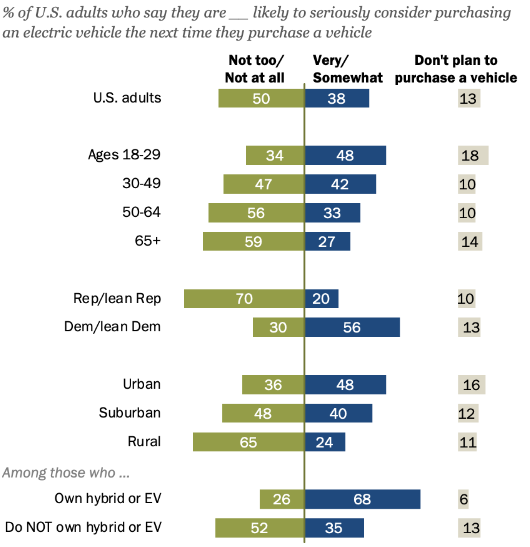 % of U.S. adults who say they are __ likely to seriously consider purchasing
an electric vehicle the next time they purchase a vehicle
Not too/ Very/ Don't plan to
Not at all Somewhat purchase a vehicle
U.S. adults 50 38 13
Ages 18-29 34 48 18
30-49 47 42 10
50-64 56 33 10
65+ 59 27 14
Rep/lean Rep 70 20 10
Dem/lean Dem 30 56 13
Urban 36 48 16
Suburban 48 40 12
Rural 65 24 11
Among those who ...
Own hybrid or EV 26 68 6
Do NOT own hybrid or EV 52 35 13